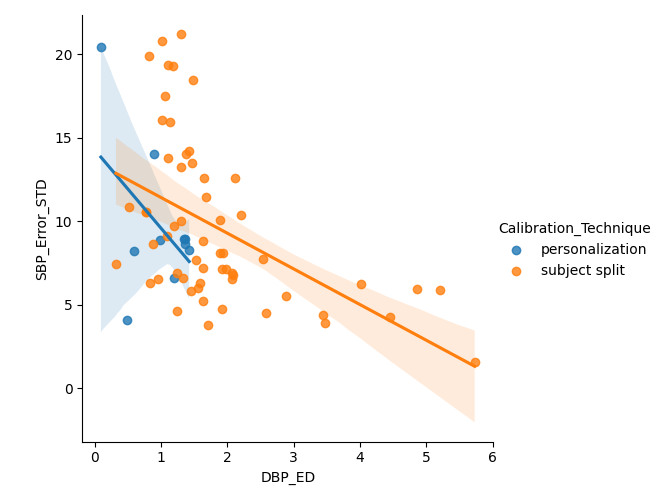 20
15
10
5
0
SBP_Error_STD
0 1 2 3 4 5 6
DBP_ED
Calibration_Technique
personalization
subject split